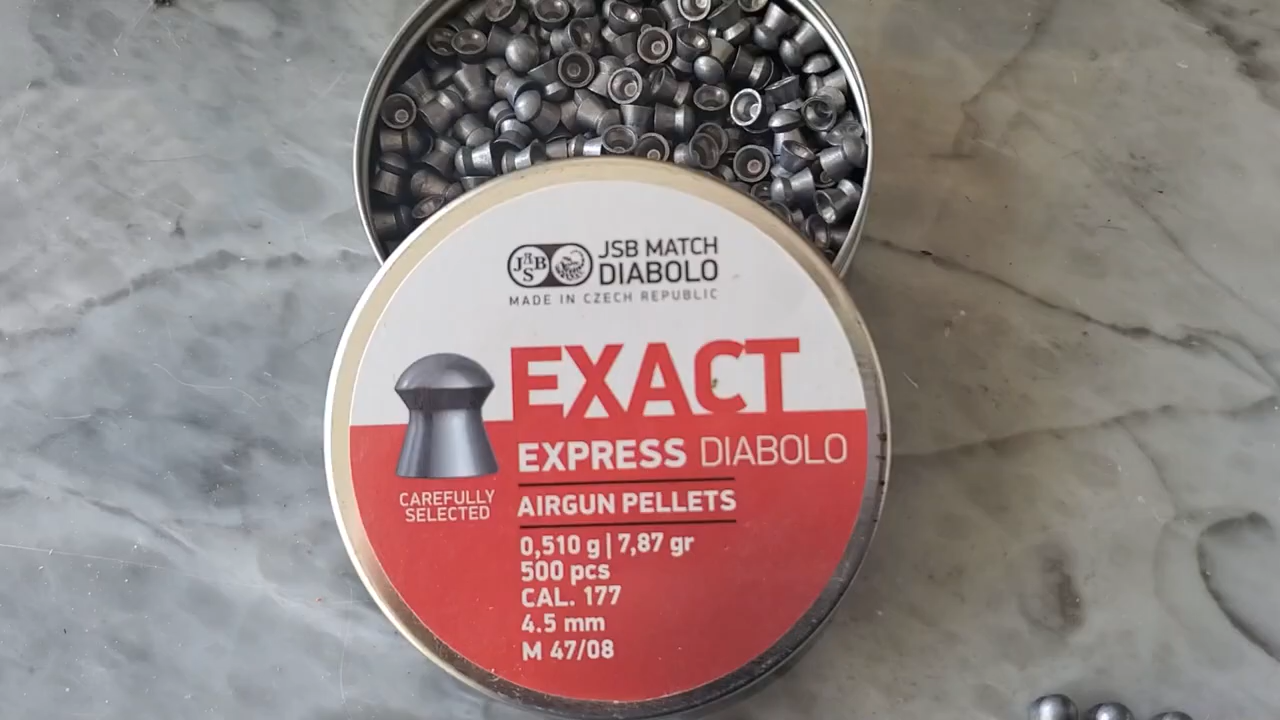 JSB
JSB MATCH
DIABOLO
MADE IN CZECH REPUBLIC
EXACT
EXPRESS DIABOLO
CAREFULLY
SELECTED
AIRGUN PELLETS
0,510 g | 7,87 gr
500 pcs
CAL. 177
4.5 mm
M 47/08